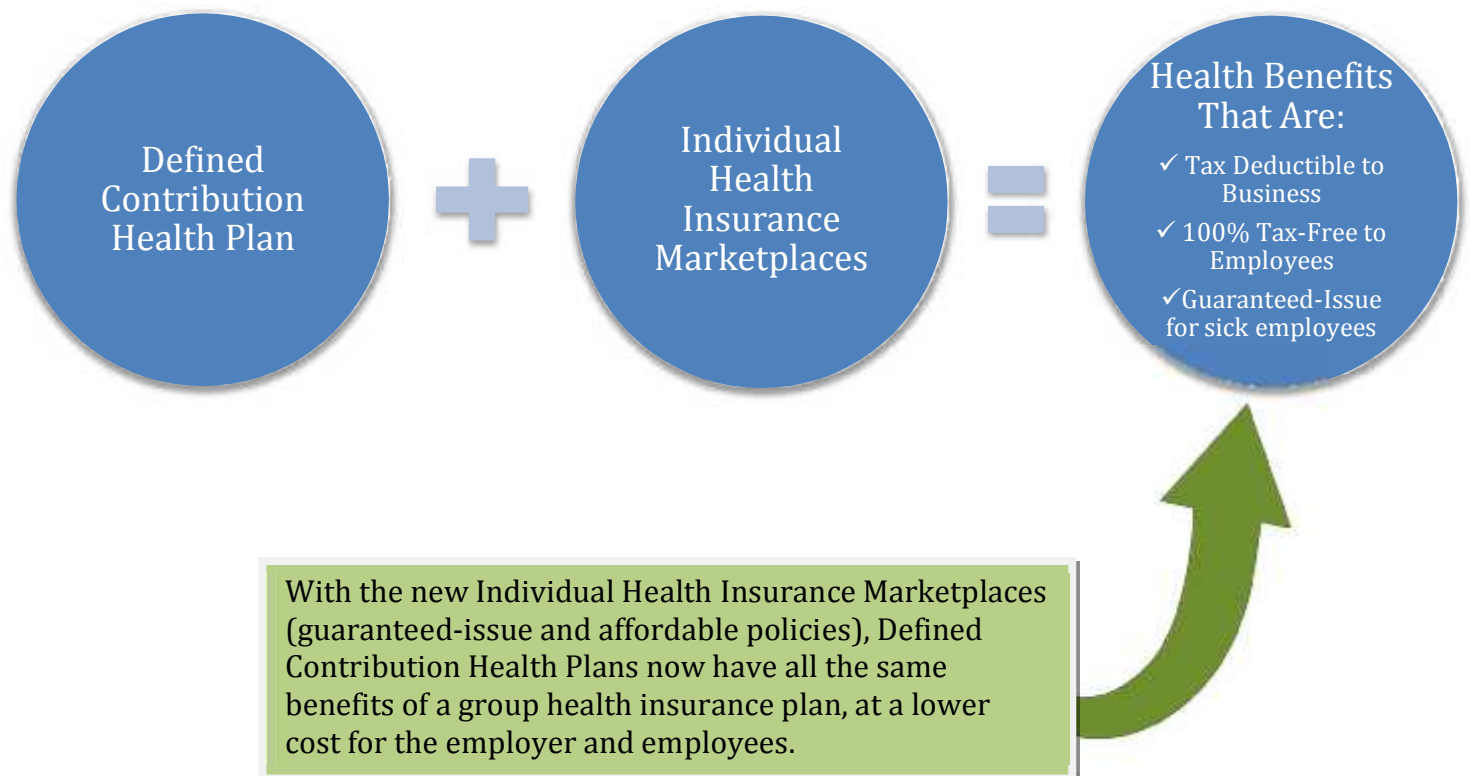 Defined
Contribution
Health Plan
Individual
Health
Insurance
Marketplaces
Health Benefits
That Are:
✓ Tax Deductible to
Business
✓ 100% Tax-Free to
Employees
✓Guaranteed-Issue
for sick employees
With the new Individual Health Insurance Marketplaces
(guaranteed-issue and affordable policies), Defined
Contribution Health Plans now have all the same
benefits of a group health insurance plan, at a lower
cost for the employer and employees.